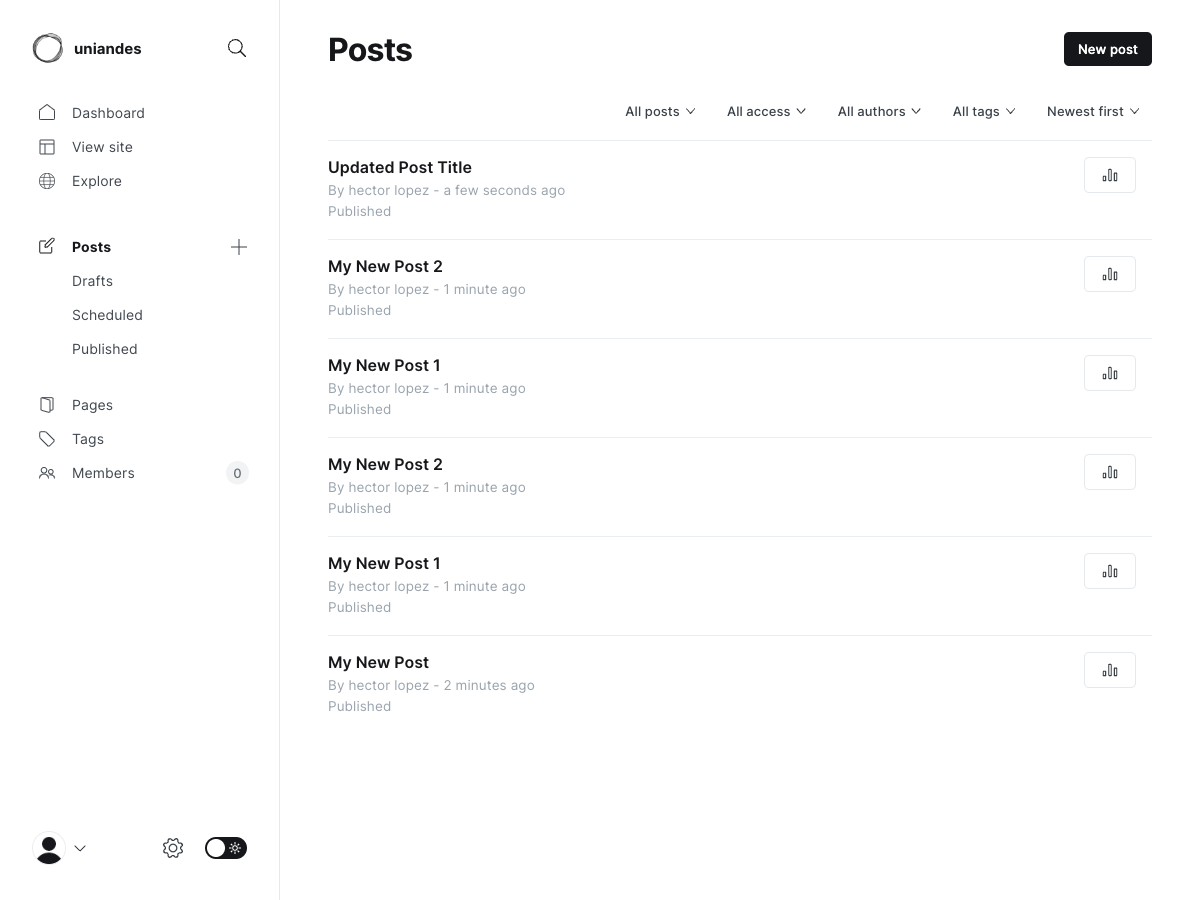 uniandes
Dashboard
View site
Explore
Posts
Drafts
Scheduled
Published
Pages
Tags
Members 0
Posts
New post
All posts All access All authors All tags Newest first
Updated Post Title
By hector lopez - a few seconds ago
Published
My New Post 2
By hector lopez - 1 minute ago
Published
My New Post 1
By hector lopez - 1 minute ago
Published
My New Post 2
By hector lopez - 1 minute ago
Published
My New Post 1
By hector lopez - 1 minute ago
Published
My New Post
By hector lopez - 2 minutes ago
Published